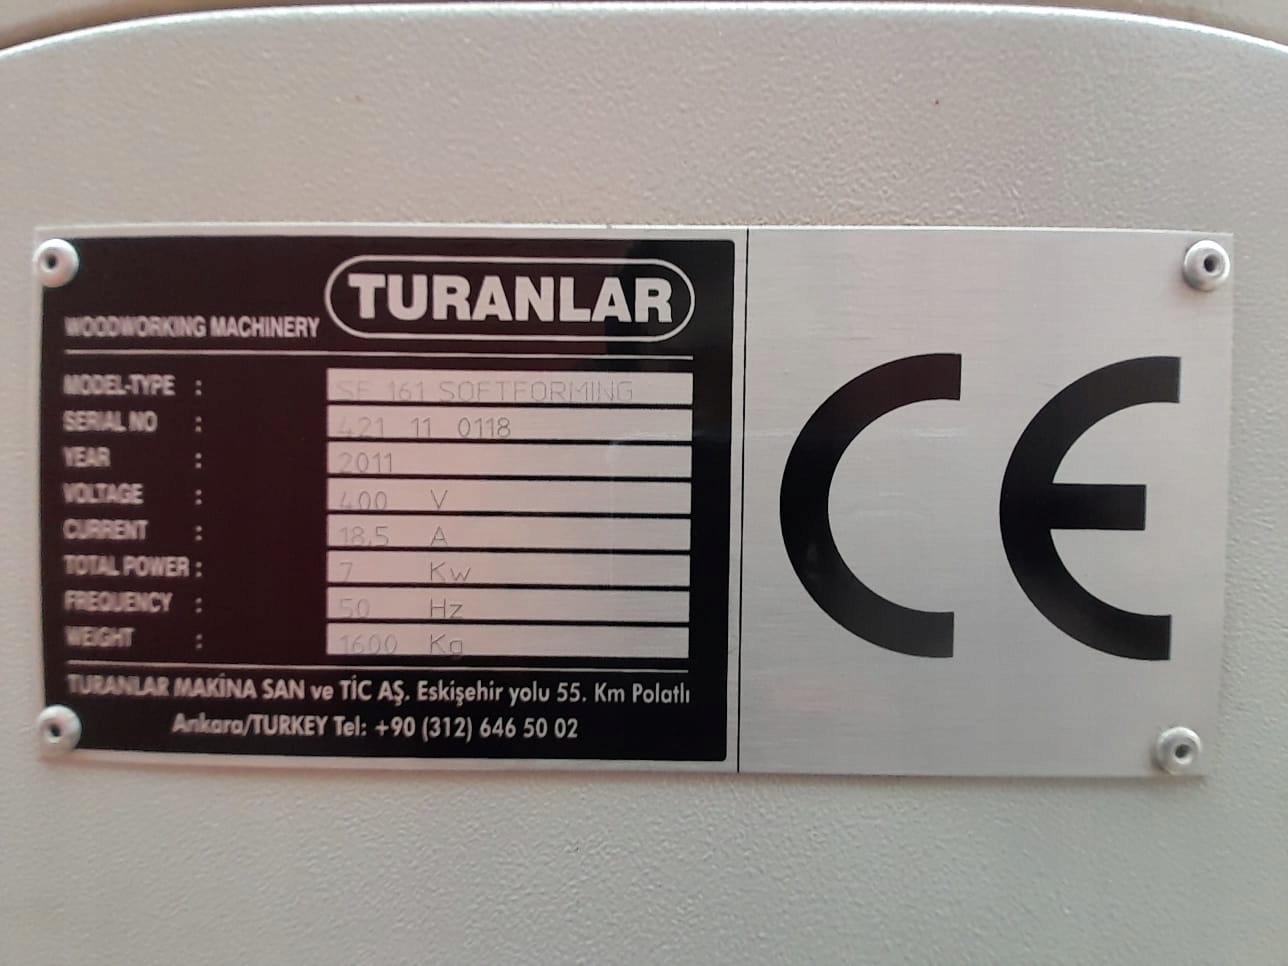 TURANLAR
WOODWORKING MACHINERY
MODEL-TYPE : SF 161 SOFTFORMING
SERIAL NO : 421 11 0118
YEAR : 2011
VOLTAGE : 400 V
CURRENT : 18,5 A
TOTAL POWER : 7 Kw
FREQUENCY : 50 Hz
WEIGHT : 1600 Kg
TURANLAR MAKİNA SAN ve TİC AŞ. Eskişehir yolu 55. Km Polatlı
Ankara/TURKEY Tel: +90 (312) 646 50 02
CE